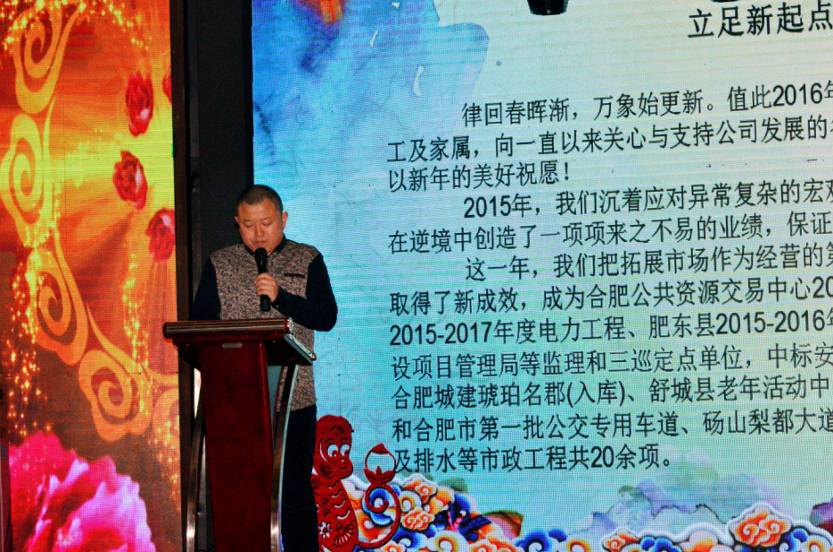 立足新起点
律回春晖渐，万象始更新。值此2016年
工及家属，向一直以来关心与支持公司发展的
以新年的美好祝愿！
2015年，我们沉着应对异常复杂的宏观
在逆境中创造了一项项来之不易的业绩，保证
这一年，我们把拓展市场作为经营的第
取得了新成效，成为合肥公共资源交易中心20
2015-2017年度电力工程、肥东县2015-2016年
设项目管理局等监理和三巡定点单位，中标安
合肥城建琥珀名郡(入库)、舒城县老年活动中
和合肥市第一批公交专用车道、砀山梨都大道
及排水等市政工程共20余项。